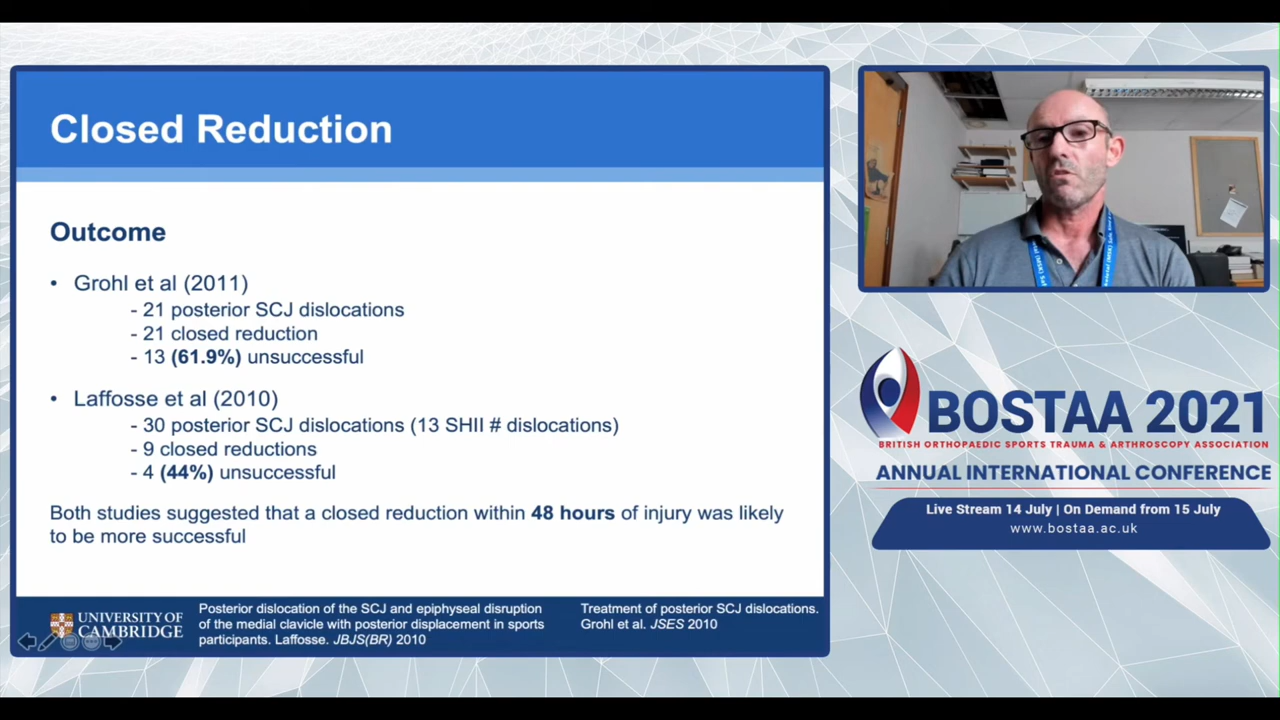 Closed Reduction
Outcome
• Grohl et al (2011)
- 21 posterior SCJ dislocations
- 21 closed reduction
- 13 (61.9%) unsuccessful
• Laffosse et al (2010)
- 30 posterior SCJ dislocations (13 SHII # dislocations)
- 9 closed reductions
- 4 (44%) unsuccessful
Both studies suggested that a closed reduction within 48 hours of injury was likely
to be more successful
UNIVERSITY OF
CAMBRIDGE
Posterior dislocation of the SCJ and epiphyseal disruption
of the medial clavicle with posterior displacement in sports
participants. Laffosse. JBJS(BR) 2010
Treatment of posterior SCJ dislocations.
Grohl et al. JSES 2010
BOSTAA 2021
BRITISH ORTHOPAEDIC SPORTS TRAUMA & ARTHROSCOPY ASSOCIATION
ANNUAL INTERNATIONAL CONFERENCE
Live Stream 14 July | On Demand from 15 July
www.bostaa.ac.uk